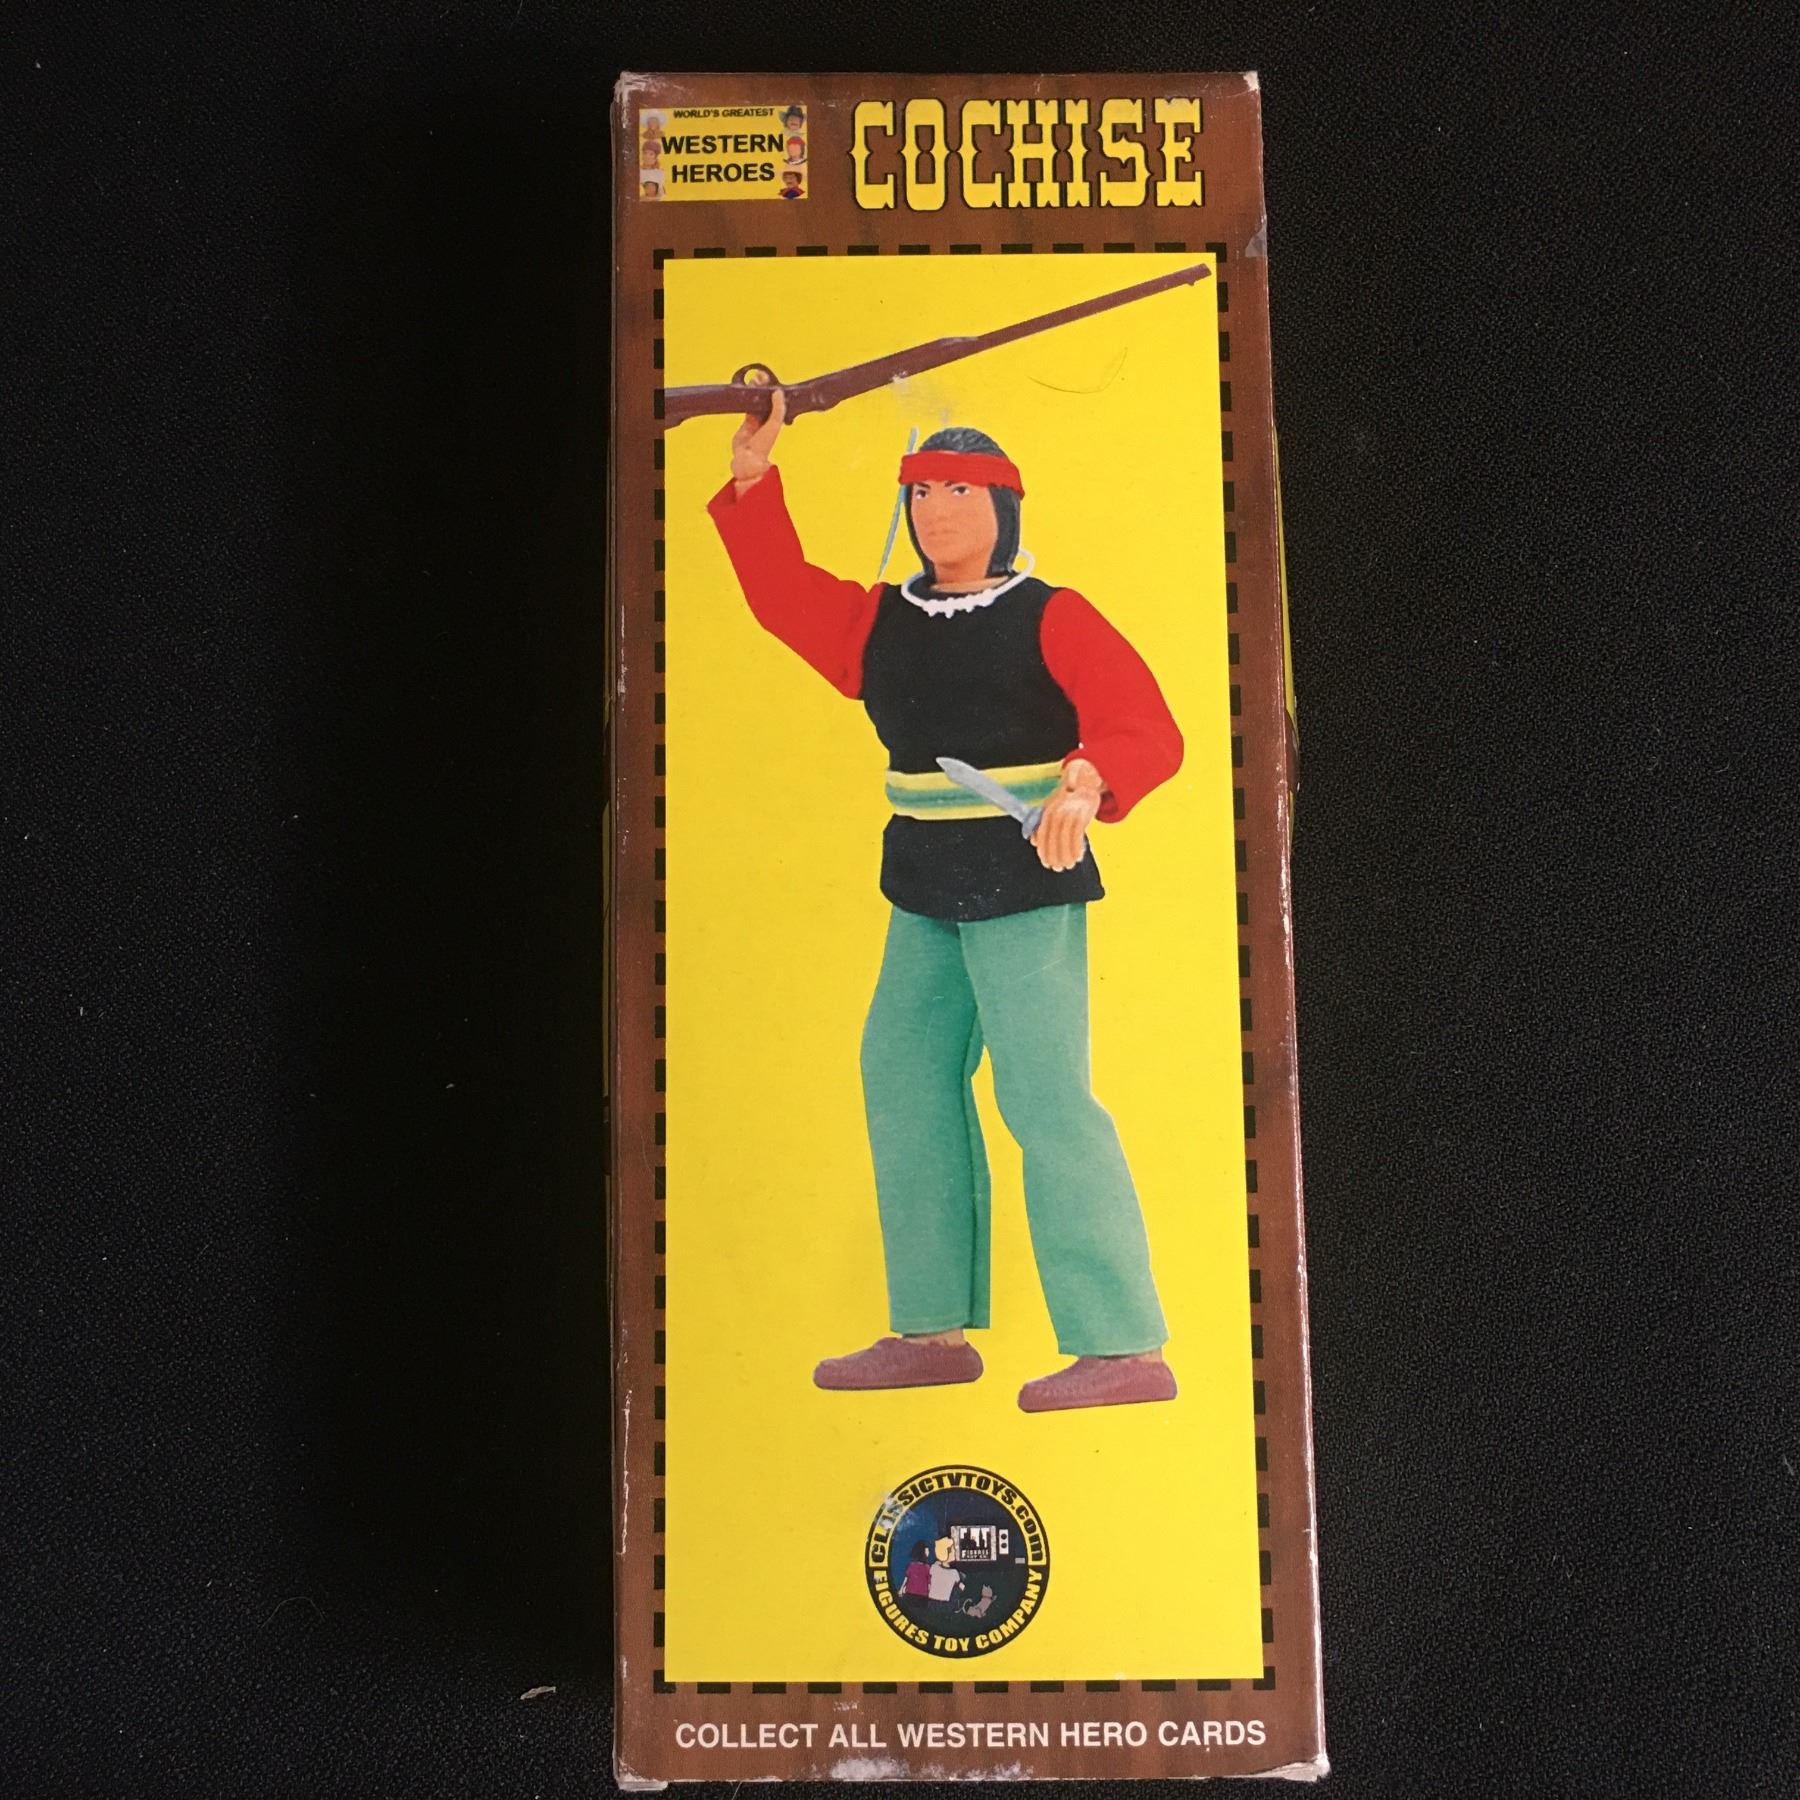 WORLD'S GREATEST
WESTERN
HEROES
COCHISE
CLASSICTVTOYS.COM
FIGURES TOY COMPANY
COLLECT ALL WESTERN HERO CARDS